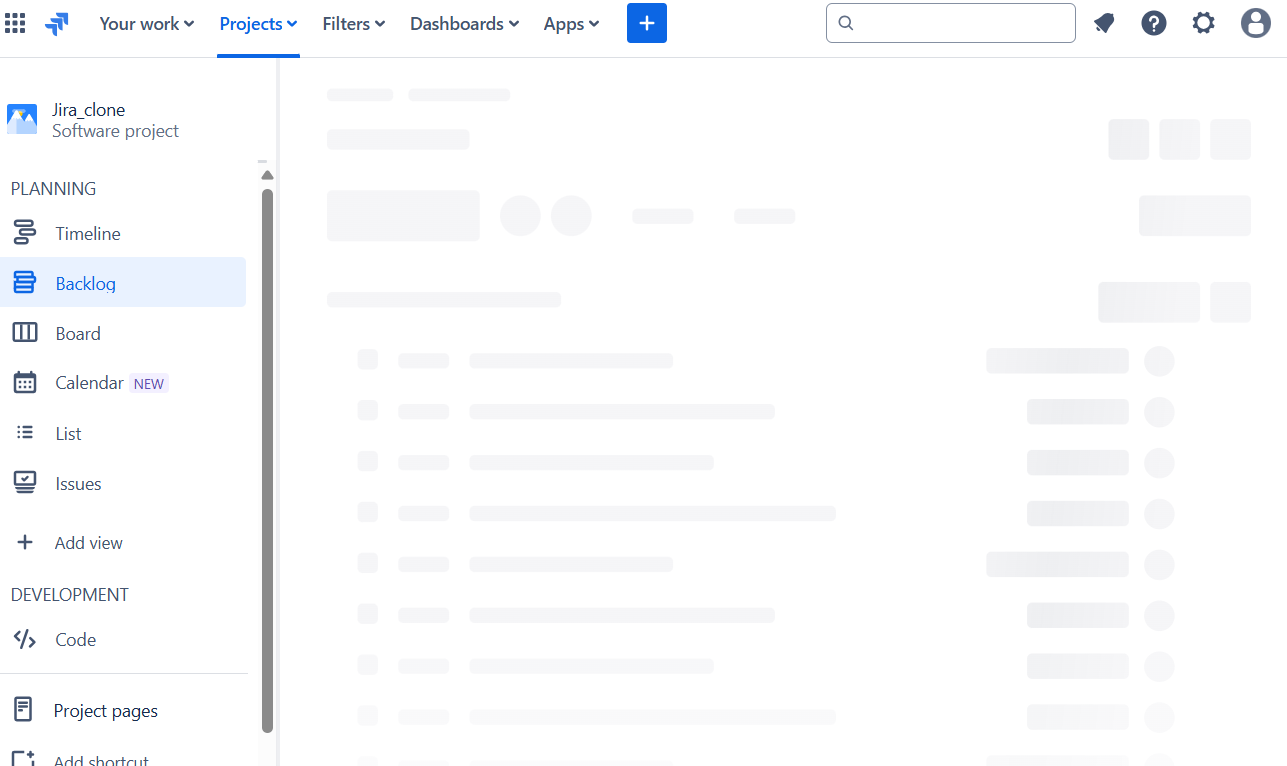 Your work Projects Filters Dashboards Apps
Jira_clone
Software project
PLANNING
Timeline
Backlog
Board
Calendar NEW
List
Issues
Add view
DEVELOPMENT
Code
Project pages
Add shortcut